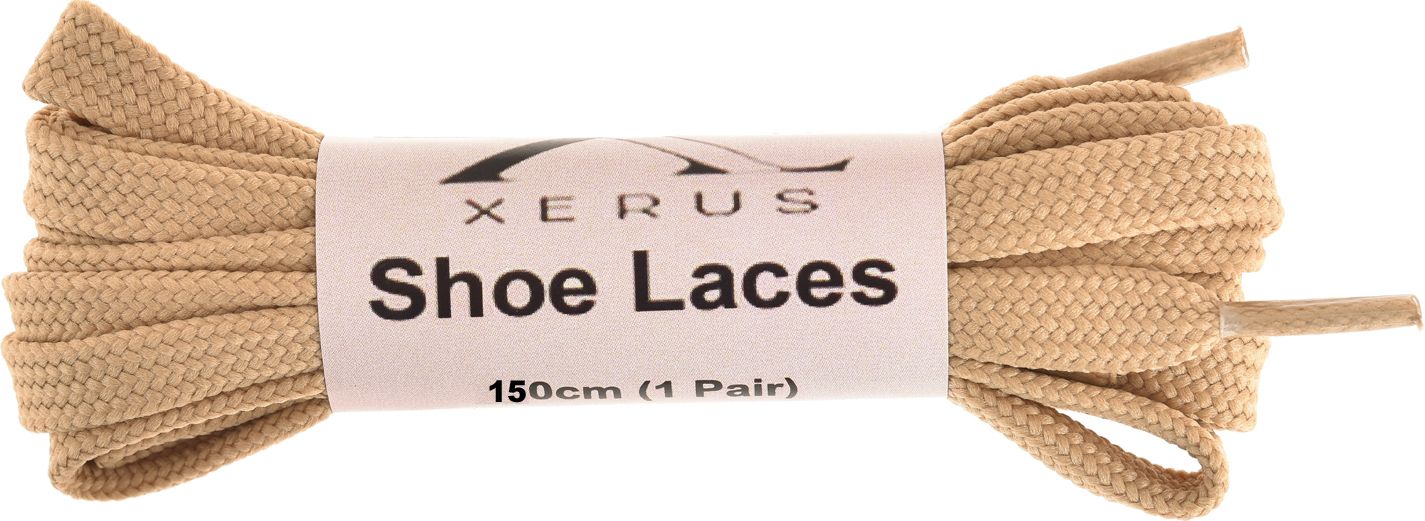 XERUS
Shoe Laces
150cm (1 Pair)